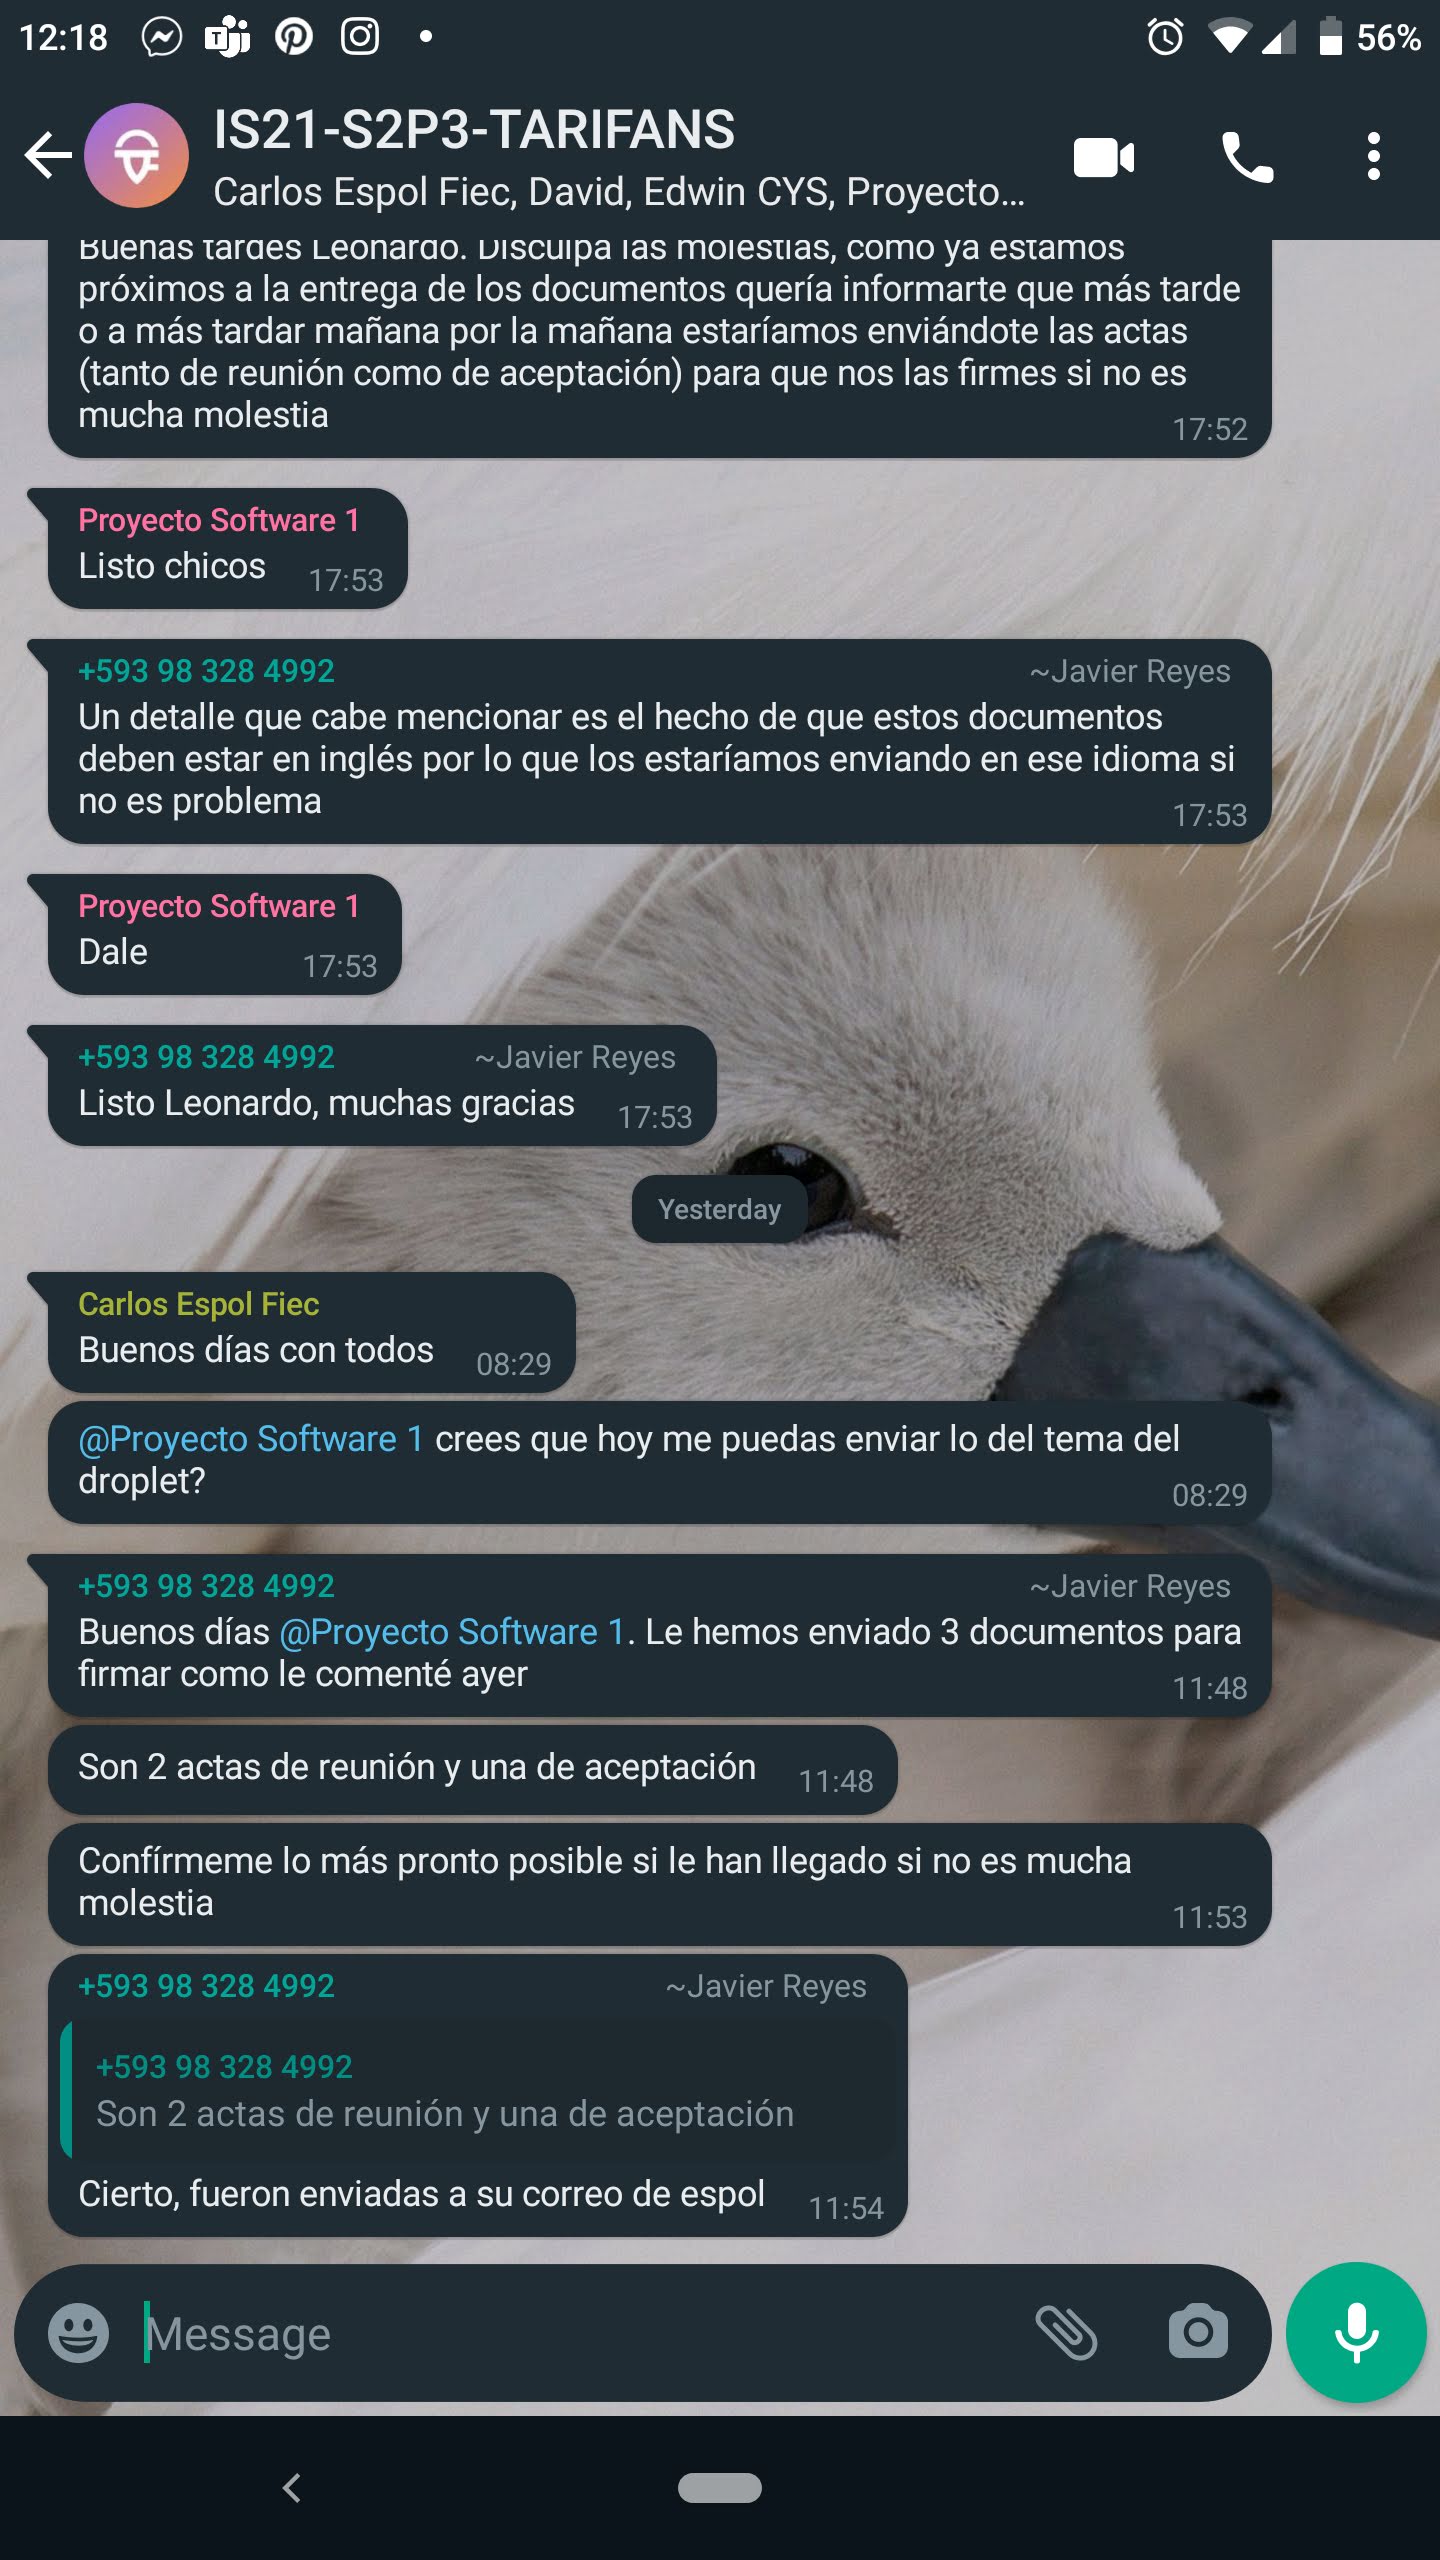 12:18
56%
IS21-S2P3-TARIFANS
Carlos Espol Fiec, David, Edwin CYS, Proyecto...
Buenas tardes Leonardo. Disculpa las molestias, como ya estamos
próximos a la entrega de los documentos quería informarte que más tarde
o a más tardar mañana por la mañana estaríamos enviándote las actas
(tanto de reunión como de aceptación) para que nos las firmes si no es
mucha molestia
17:52
Proyecto Software 1
Listo chicos 17:53
+593 98 328 4992 ~Javier Reyes
Un detalle que cabe mencionar es el hecho de que estos documentos
deben estar en inglés por lo que los estaríamos enviando en ese idioma si
no es problema
17:53
Proyecto Software 1
Dale 17:53
+593 98 328 4992 ~Javier Reyes
Listo Leonardo, muchas gracias 17:53
Yesterday
Carlos Espol Fiec
Buenos días con todos 08:29
@Proyecto Software 1 crees que hoy me puedas enviar lo del tema del
droplet?
08:29
+593 98 328 4992 ~Javier Reyes
Buenos días @Proyecto Software 1. Le hemos enviado 3 documentos para
firmar como le comenté ayer
11:48
Son 2 actas de reunión y una de aceptación 11:48
Confírmeme lo más pronto posible si le han llegado si no es mucha
molestia
11:53
+593 98 328 4992 ~Javier Reyes
+593 98 328 4992
Son 2 actas de reunión y una de aceptación
Cierto, fueron enviadas a su correo de espol 11:54
Message